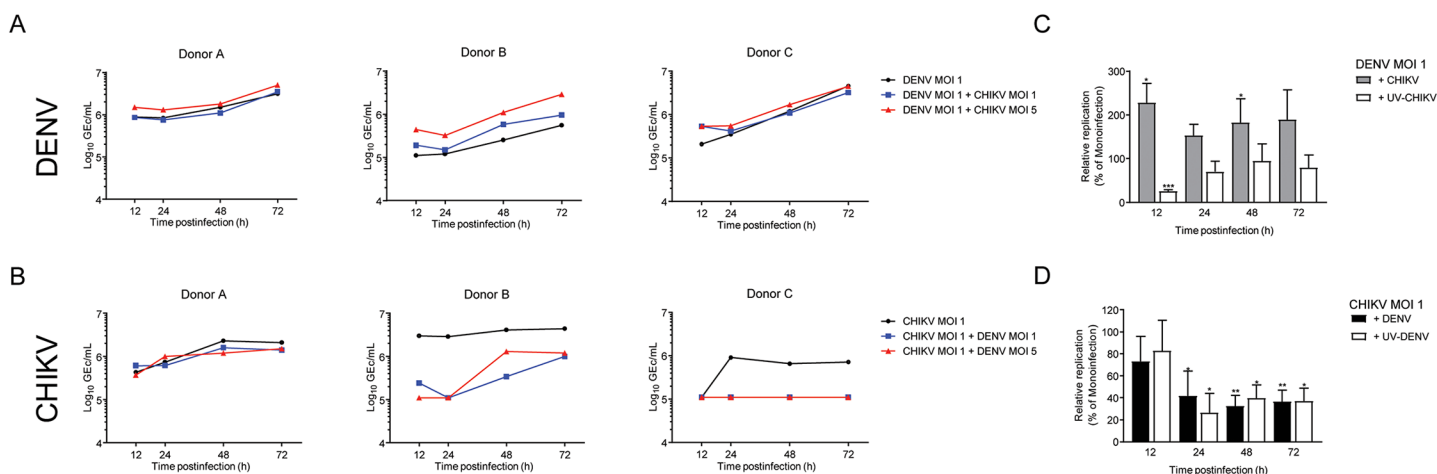 A
DENV
Donor A
Log10 GEc/mL
7
6
5
4
12 24 48 72
Time postinfection (h)
Donor B
Log10 GEc/mL
7
6
5
4
12 24 48 72
Time postinfection (h)
Donor C
Log10 GEc/mL
7
6
5
4
12 24 48 72
Time postinfection (h)
DENV MOI 1
DENV MOI 1 + CHIKV MOI 1
DENV MOI 1 + CHIKV MOI 5
C
Relative replication
(% of Monoinfection)
300
200
100
0
* *** *
12 24 48 72
Time postinfection (h)
DENV MOI 1
+ CHIKV
+ UV-CHIKV
B
CHIKV
Donor A
Log10 GEc/mL
7
6
5
4
12 24 48 72
Time postinfection (h)
Donor B
Log10 GEc/mL
7
6
5
4
12 24 48 72
Time postinfection (h)
Donor C
Log10 GEc/mL
7
6
5
4
12 24 48 72
Time postinfection (h)
CHIKV MOI 1
CHIKV MOI 1 + DENV MOI 1
CHIKV MOI 1 + DENV MOI 5
D
Relative replication
(% of Monoinfection)
120
100
80
60
40
20
0
* * ** * ** *
12 24 48 72
Time postinfection (h)
CHIKV MOI 1
+ DENV
+ UV-DENV